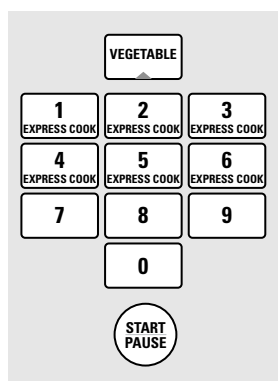 VEGETABLE
1 2 3
EXPRESS COOK EXPRESS COOK EXPRESS COOK
4 5 6
EXPRESS COOK EXPRESS COOK EXPRESS COOK
7 8 9
0
START
PAUSE